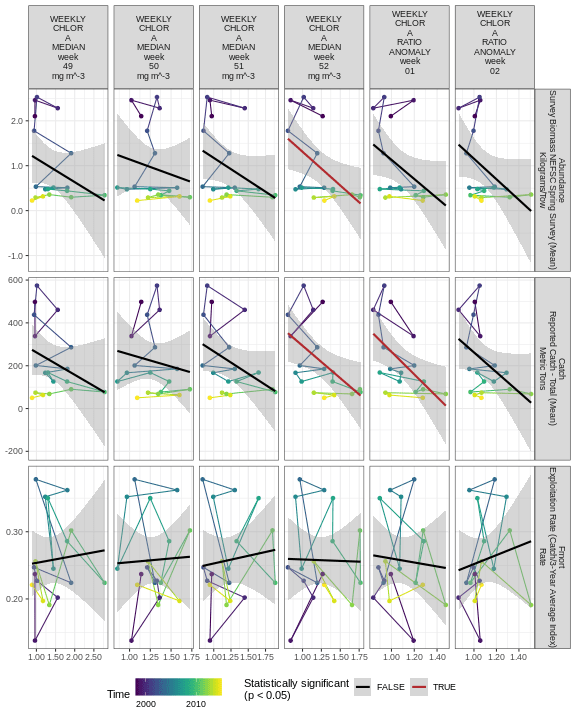 WEEKLY
CHLOR
A
MEDIAN
week
49
mg m^-3
WEEKLY
CHLOR
A
MEDIAN
week
50
mg m^-3
WEEKLY
CHLOR
A
MEDIAN
week
51
mg m^-3
WEEKLY
CHLOR
A
MEDIAN
week
52
mg m^-3
WEEKLY
CHLOR
A
RATIO
ANOMALY
week
01
WEEKLY
CHLOR
A
RATIO
ANOMALY
week
02
2.0
1.0
0.0
-1.0
Abundance
Survey Biomass NEFSC Spring Survey (Mean)
Kilograms/Tow
600
400
200
0
-200
Catch
Reported Catch - Total (Mean)
Metric Tons
0.30
0.20
Fmort
Exploitation Rate (Catch/3-Year Average Index)
Rate
1.00 1.50 2.00 2.50
1.00 1.25 1.50 1.75
1.00 1.25 1.50 1.75
1.00 1.25 1.50 1.75
1.00 1.20 1.40
1.00 1.20 1.40
Time
2000 2010
Statistically significant
(p < 0.05)
FALSE
TRUE